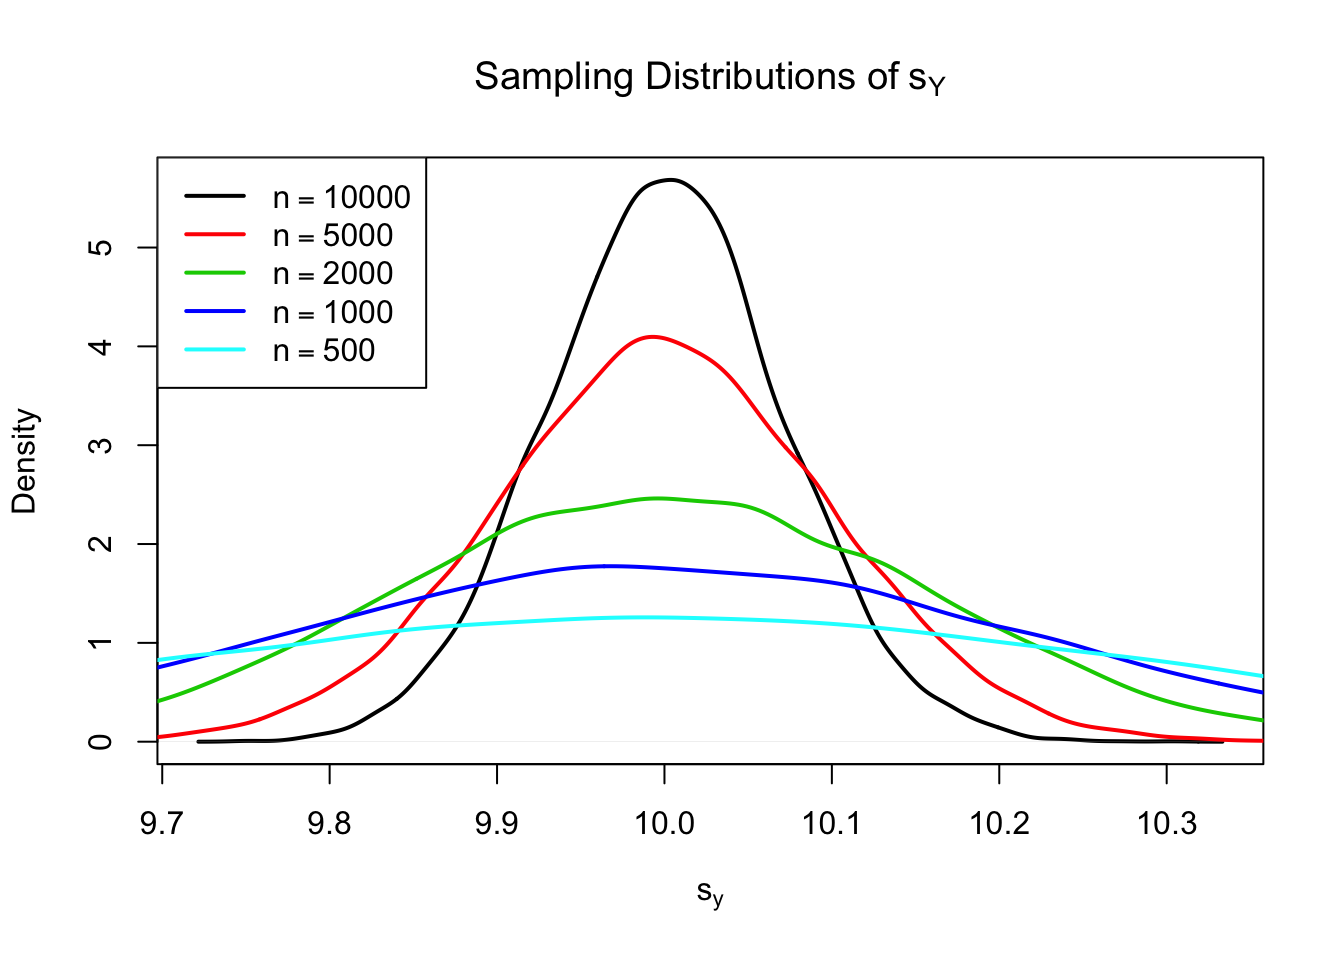 Sampling Distributions of sY
n = 10000
n = 5000
n = 2000
n = 1000
n = 500
Density
5
4
3
2
1
0
9.7 9.8 9.9 10.0 10.1 10.2 10.3
sy